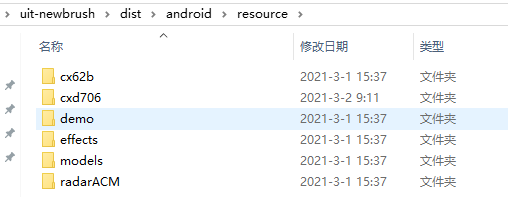 uit-newbrush > dist > android > resource >
名称 修改日期 类型
cx62b 2021-3-1 15:37 文件夹
cxd706 2021-3-2 9:11 文件夹
demo 2021-3-1 15:37 文件夹
effects 2021-3-1 15:37 文件夹
models 2021-3-1 15:37 文件夹
radarACM 2021-3-1 15:37 文件夹